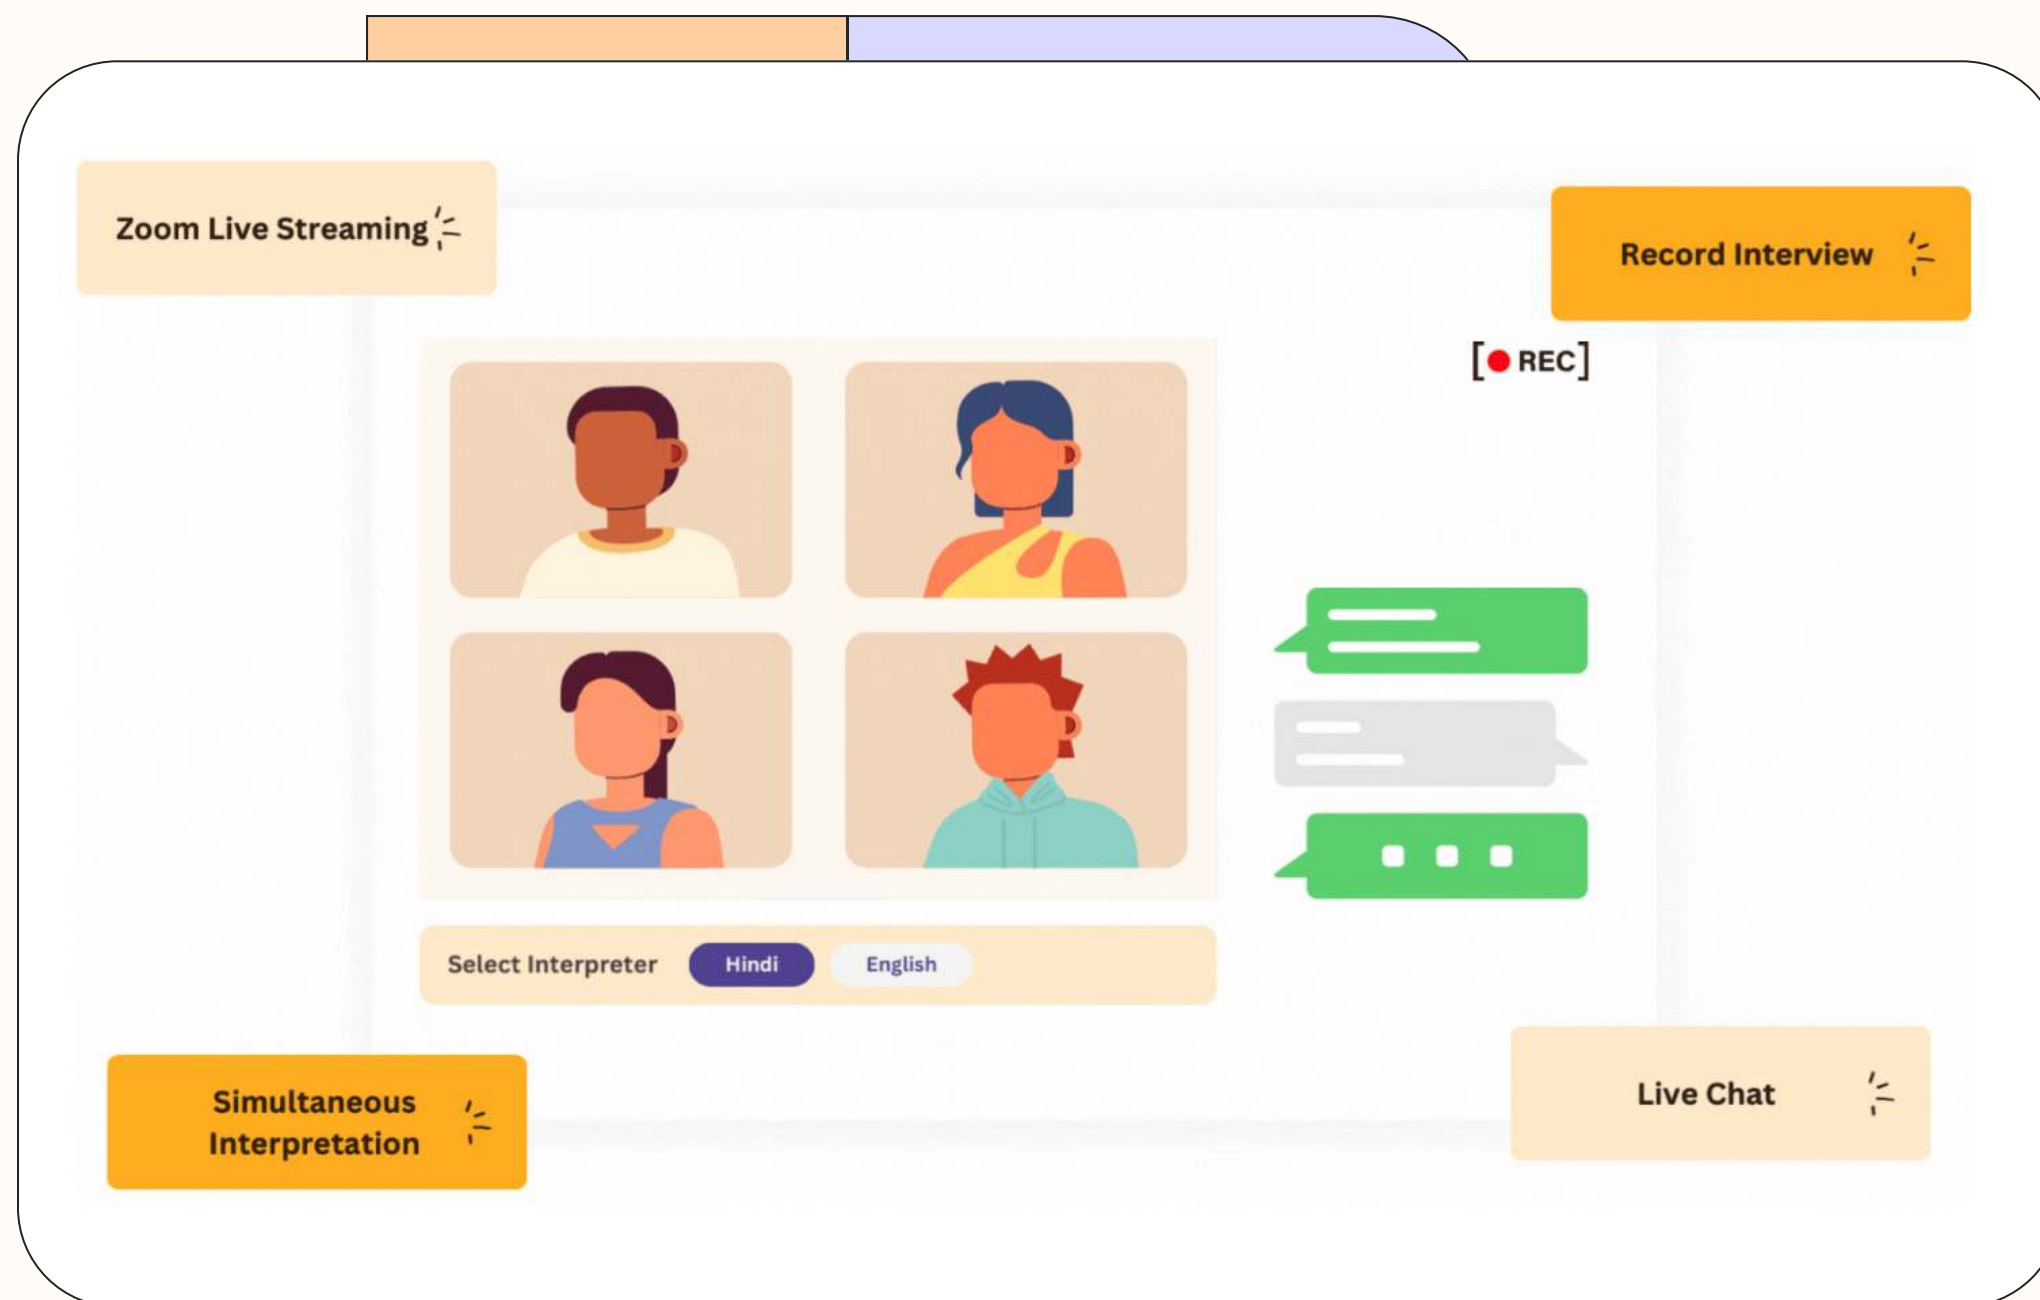 Zoom Live Streaming
Record Interview
[● REC]
Select Interpreter Hindi English
Simultaneous
Interpretation
Live Chat